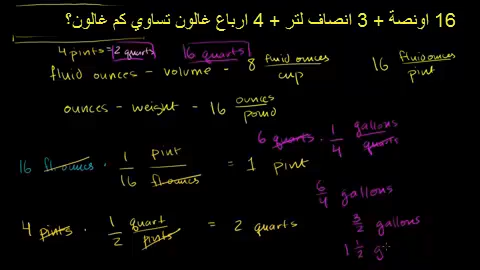 16 اونصة + 3 انصاف لتر + 4 ارباع غالون تساوي كم غالون؟
4 pints = 2 quarts 16 quarts
fluid ounces - volume - 8 fluid ounces / cup 16 fluid ounces / pint
ounces - weight - 16 ounces / pound
6 quarts · 1 gallons / 4 quarts
16 fl ounces · 1 pint / 16 fl ounces = 1 pint
6/4 gallons
4 pints · 1 quart / 2 pints = 2 quarts
3/2 gallons
1 1/2 g